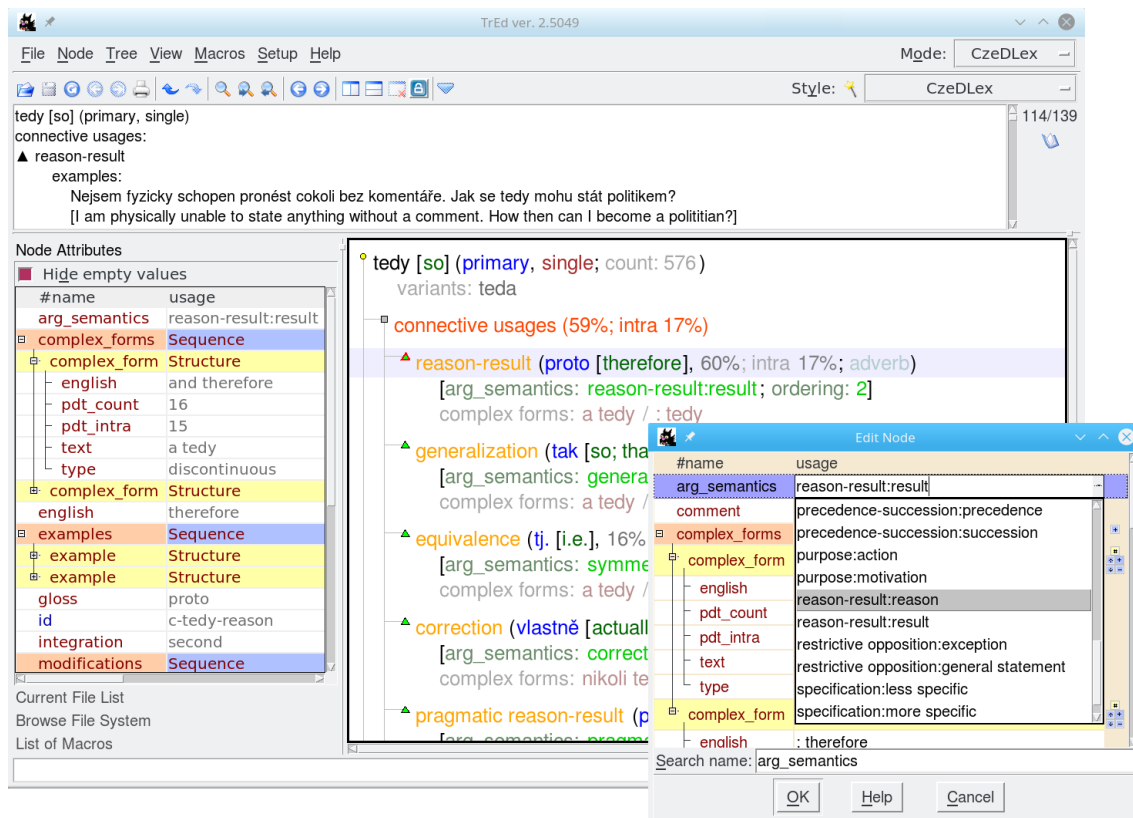 TrEd ver. 2.5049
File Node Tree View Macros Setup Help
Mode: CzeDLex
Style: CzeDLex
tedy [so] (primary, single)
114/139
connective usages:
▲ reason-result
examples:
Nejsem fyzicky schopen pronést cokoli bez komentáře. Jak se tedy mohu stát politikem?
[I am physically unable to state anything without a comment. How then can I become a polititian?]
Node Attributes
Hide empty values
#name usage
arg_semantics reason-result:result
complex_forms Sequence
complex_form Structure
english and therefore
pdt_count 16
pdt_intra 15
text a tedy
type discontinuous
complex_form Structure
english therefore
examples Sequence
example Structure
example Structure
gloss proto
id c-tedy-reason
integration second
modifications Sequence
Current File List
Browse File System
List of Macros
tedy [so] (primary, single; count: 576)
variants: teda
connective usages (59%; intra 17%)
reason-result (proto [therefore], 60%; intra 17%; adverb)
[arg_semantics: reason-result:result; ordering: 2]
complex forms: a tedy / : tedy
generalization (tak [so; tha
[arg_semantics: genera
complex forms: a tedy /
equivalence (tj. [i.e.], 16%
[arg_semantics: symme
complex forms: a tedy /
correction (vlastně [actuall
[arg_semantics: correct
complex forms: nikoli te
pragmatic reason-result (p
[arg_semantics: pragme
Edit Node
#name usage
arg_semantics reason-result:result
comment
complex_forms
complex_form
english
pdt_count
pdt_intra
text
type
complex_form
english : therefore
precedence-succession:precedence
precedence-succession:succession
purpose:action
purpose:motivation
reason-result:reason
reason-result:result
restrictive opposition:exception
restrictive opposition:general statement
specification:less specific
specification:more specific
Search name: arg_semantics
OK Help Cancel